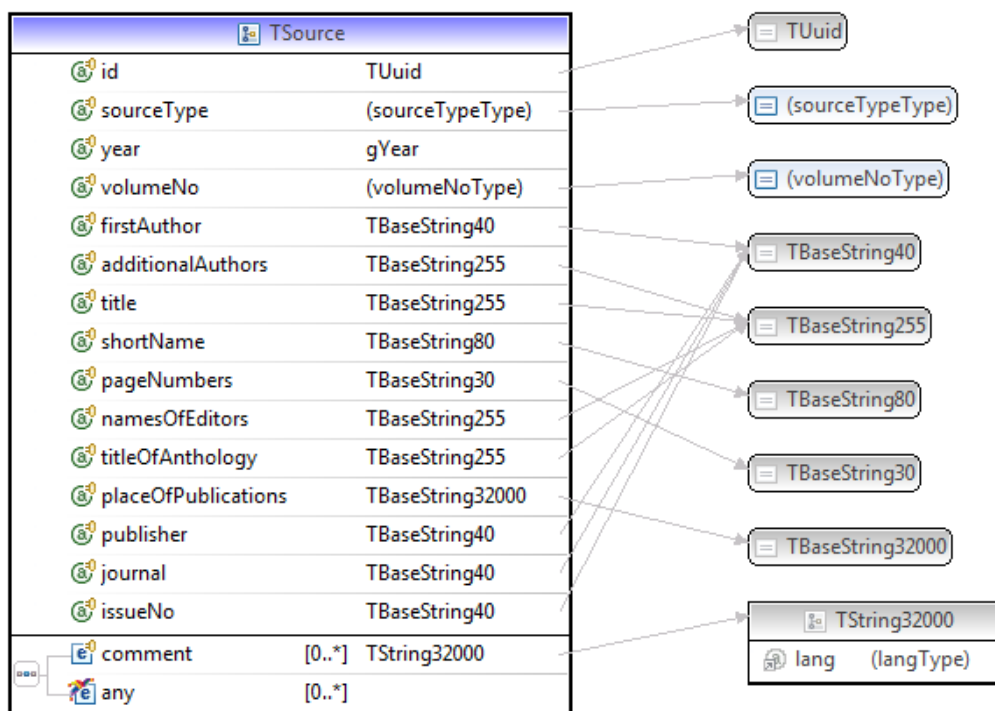 TSource
id TUuid
sourceType (sourceTypeType)
year gYear
volumeNo (volumeNoType)
firstAuthor TBaseString40
additionalAuthors TBaseString255
title TBaseString255
shortName TBaseString80
pageNumbers TBaseString30
namesOfEditors TBaseString255
titleOfAnthology TBaseString255
placeOfPublications TBaseString32000
publisher TBaseString40
journal TBaseString40
issueNo TBaseString40
comment [0..*] TString32000
any [0..*]
TUuid
(sourceTypeType)
(volumeNoType)
TBaseString40
TBaseString255
TBaseString80
TBaseString30
TBaseString32000
TString32000
lang (langType)